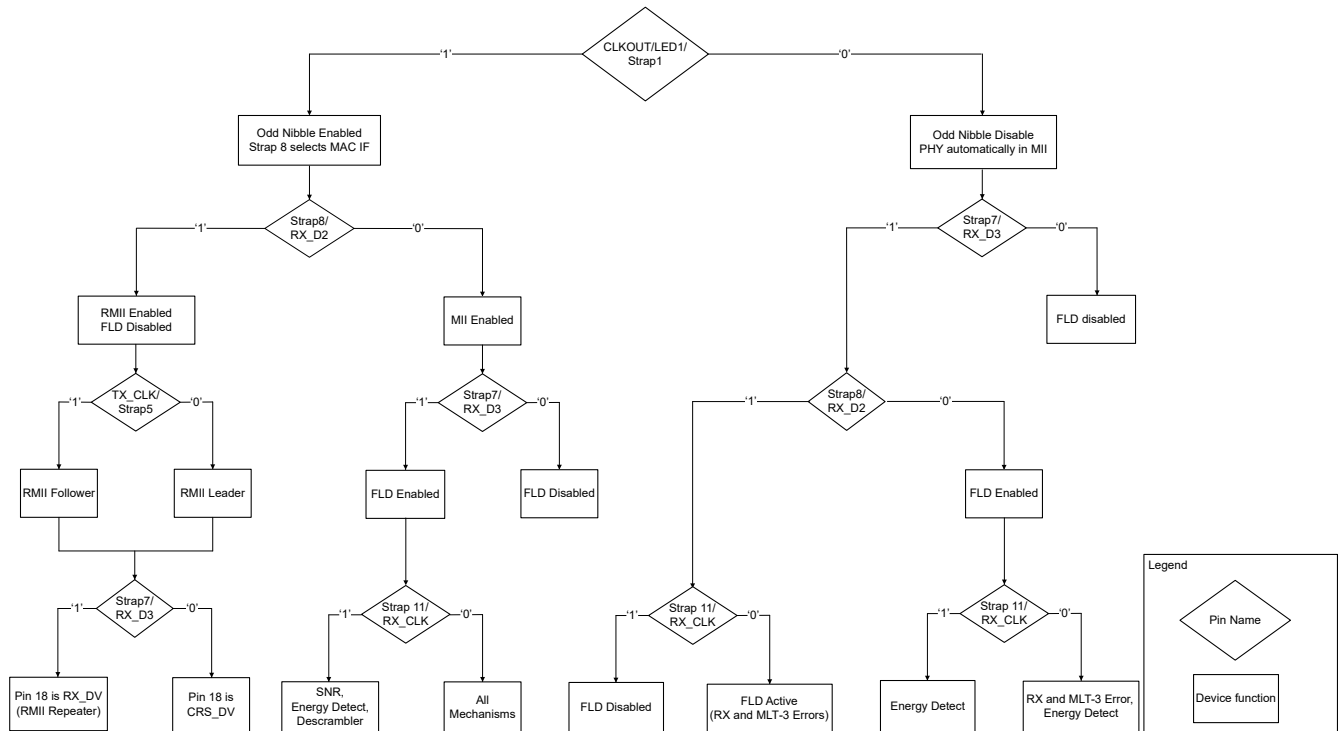 CLKOUT/LED1/
Strap1
‘1’
‘0’
Odd Nibble Enabled
Strap 8 selects MAC IF
Odd Nibble Disable
PHY automatically in MII
Strap8/
RX_D2
‘1’
‘0’
Strap7/
RX_D3
‘1’
‘0’
RMII Enabled
FLD Disabled
MII Enabled
FLD disabled
TX_CLK/
Strap5
‘1’
‘0’
Strap7/
RX_D3
‘1’
‘0’
Strap8/
RX_D2
‘1’
‘0’
RMII Follower
RMII Leader
FLD Enabled
FLD Disabled
FLD Enabled
Strap7/
RX_D3
‘1’
‘0’
Strap 11/
RX_CLK
‘1’
‘0’
Strap 11/
RX_CLK
‘1’
‘0’
Strap 11/
RX_CLK
‘1’
‘0’
Pin 18 is RX_DV
(RMII Repeater)
Pin 18 is
CRS_DV
SNR,
Energy Detect,
Descrambler
All
Mechanisms
FLD Disabled
FLD Active
(RX and MLT-3 Errors)
Energy Detect
RX and MLT-3 Error,
Energy Detect
Legend
Pin Name
Device function